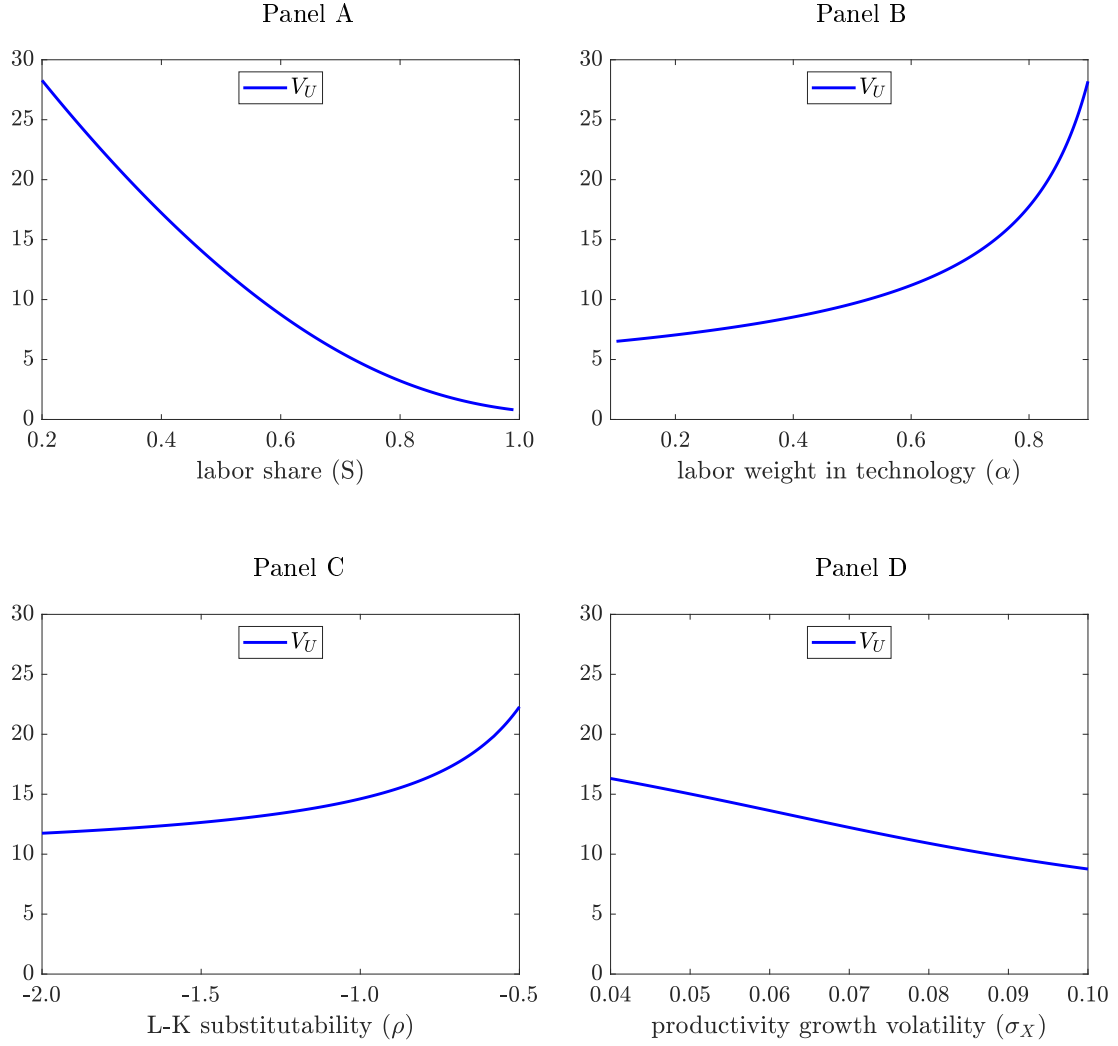 Panel A
30
25
20
15
10
5
0
V_U
0.2 0.4 0.6 0.8 1.0
labor share (S)
Panel B
30
25
20
15
10
5
0
V_U
0.2 0.4 0.6 0.8
labor weight in technology (α)
Panel C
30
25
20
15
10
5
0
V_U
-2.0 -1.5 -1.0 -0.5
L-K substitutability (ρ)
Panel D
30
25
20
15
10
5
0
V_U
0.04 0.05 0.06 0.07 0.08 0.09 0.10
productivity growth volatility (σ_X)